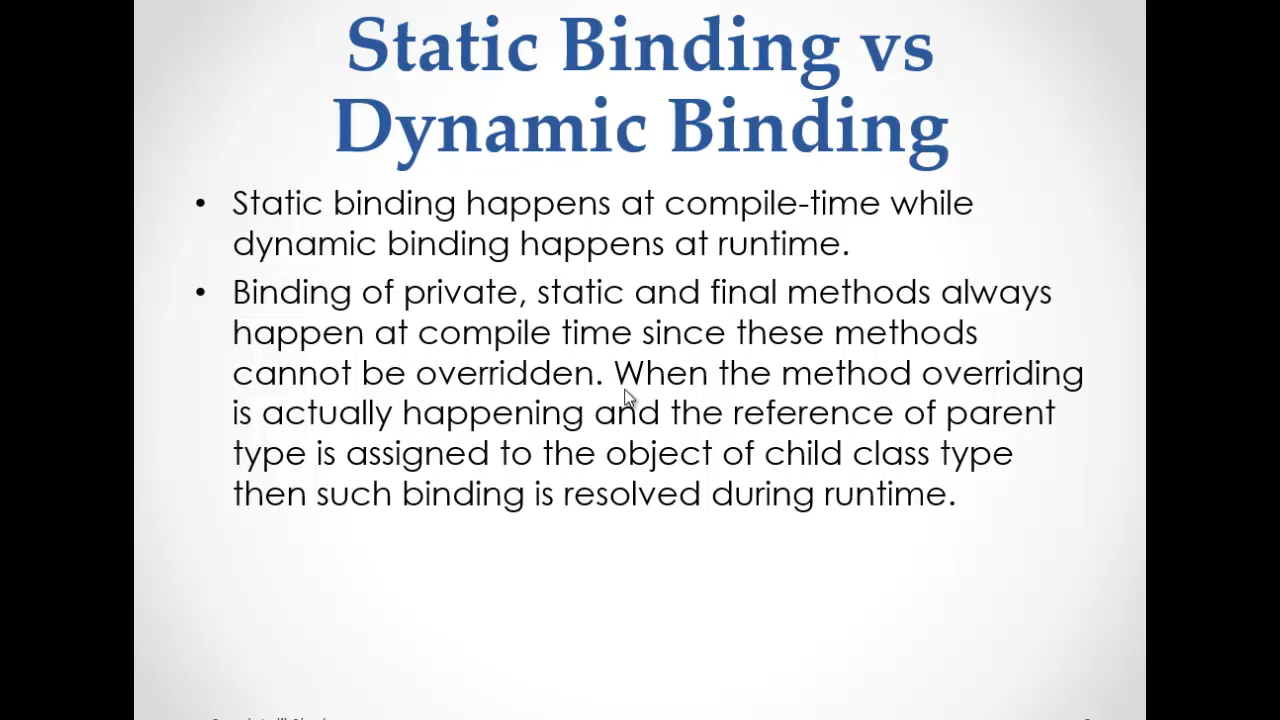 Static Binding vs
Dynamic Binding
• Static binding happens at compile-time while
dynamic binding happens at runtime.
• Binding of private, static and final methods always
happen at compile time since these methods
cannot be overridden. When the method overriding
is actually happening and the reference of parent
type is assigned to the object of child class type
then such binding is resolved during runtime.